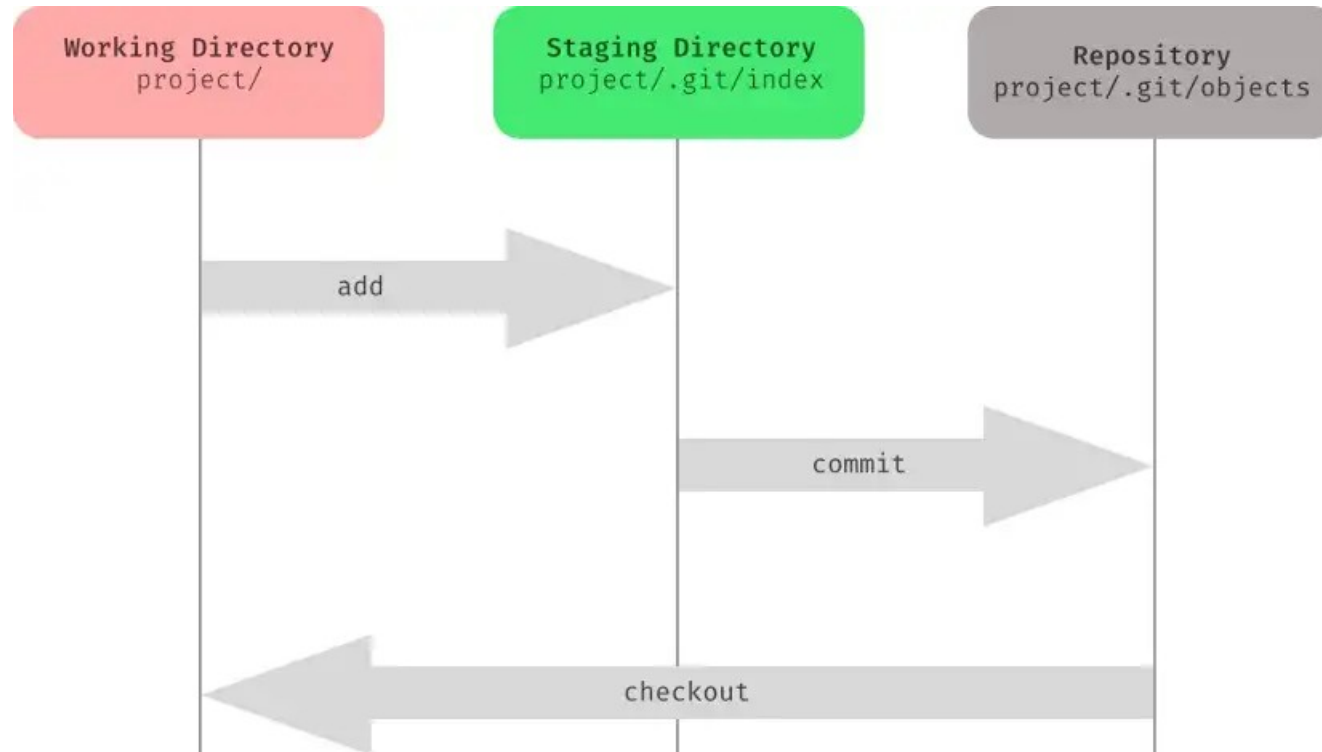 Working Directory
project/
Staging Directory
project/.git/index
Repository
project/.git/objects
add
commit
checkout